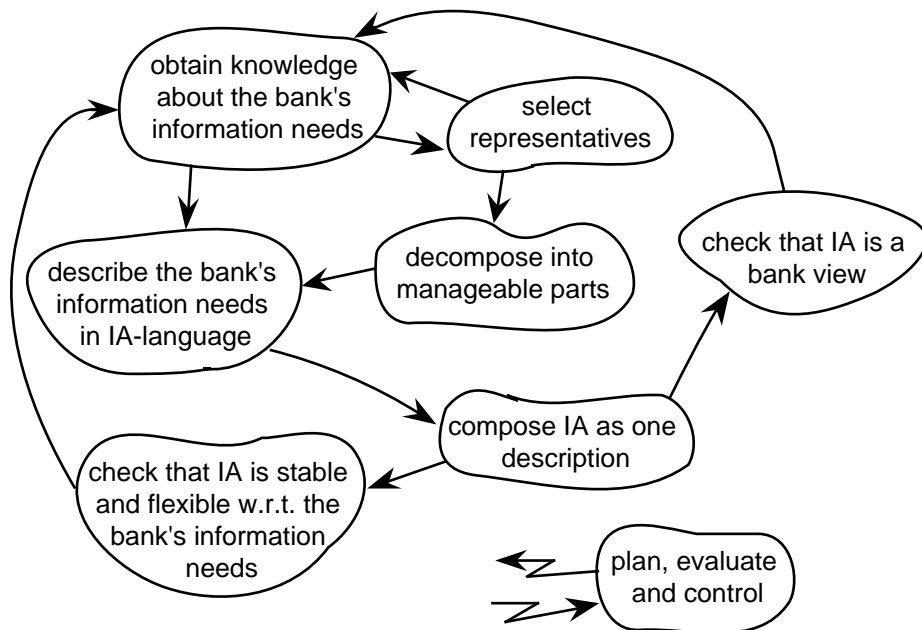 obtain knowledge
about the bank's
information needs
select
representatives
check that IA is a
bank view
describe the bank's
information needs
in IA-language
decompose into
manageable parts
compose IA as one
description
check that IA is stable
and flexible w.r.t. the
bank's information
needs
plan, evaluate
and control